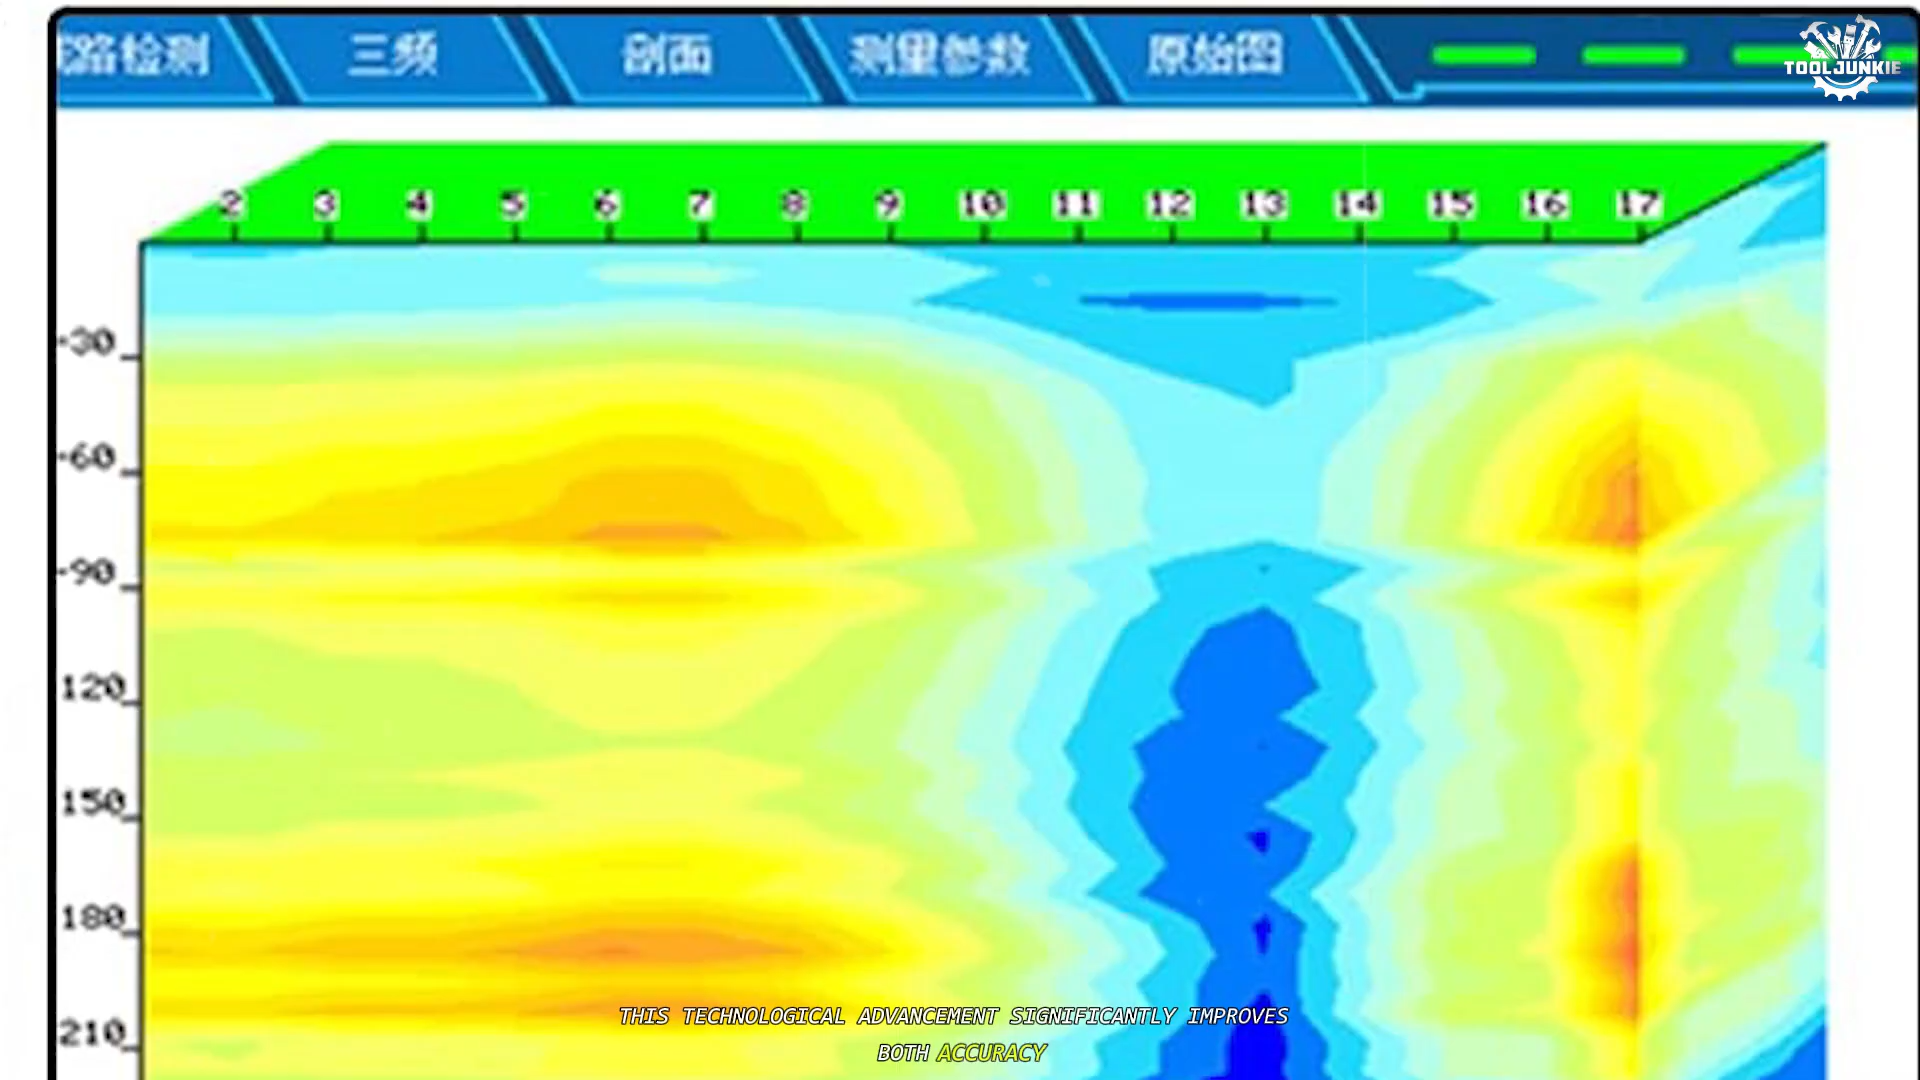 路检测 三频 剖面 测量参数 原始图
TOOLJUNKIE
2 3 4 5 6 7 8 9 10 11 12 13 14 15 16 17
-30
-60
-90
120
150
180
210
THIS TECHNOLOGICAL ADVANCEMENT SIGNIFICANTLY IMPROVES
BOTH ACCURACY